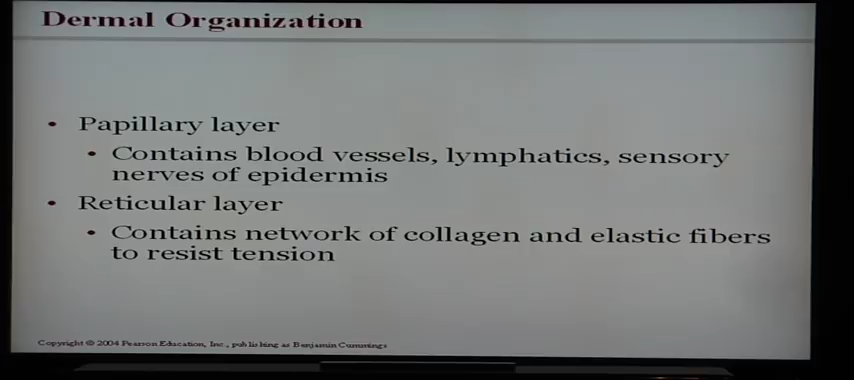 Dermal Organization
• Papillary layer
• Contains blood vessels, lymphatics, sensory
nerves of epidermis
• Reticular layer
• Contains network of collagen and elastic fibers
to resist tension
Copyright © 2004 Pearson Education, Inc., publishing as Benjamin Cummings